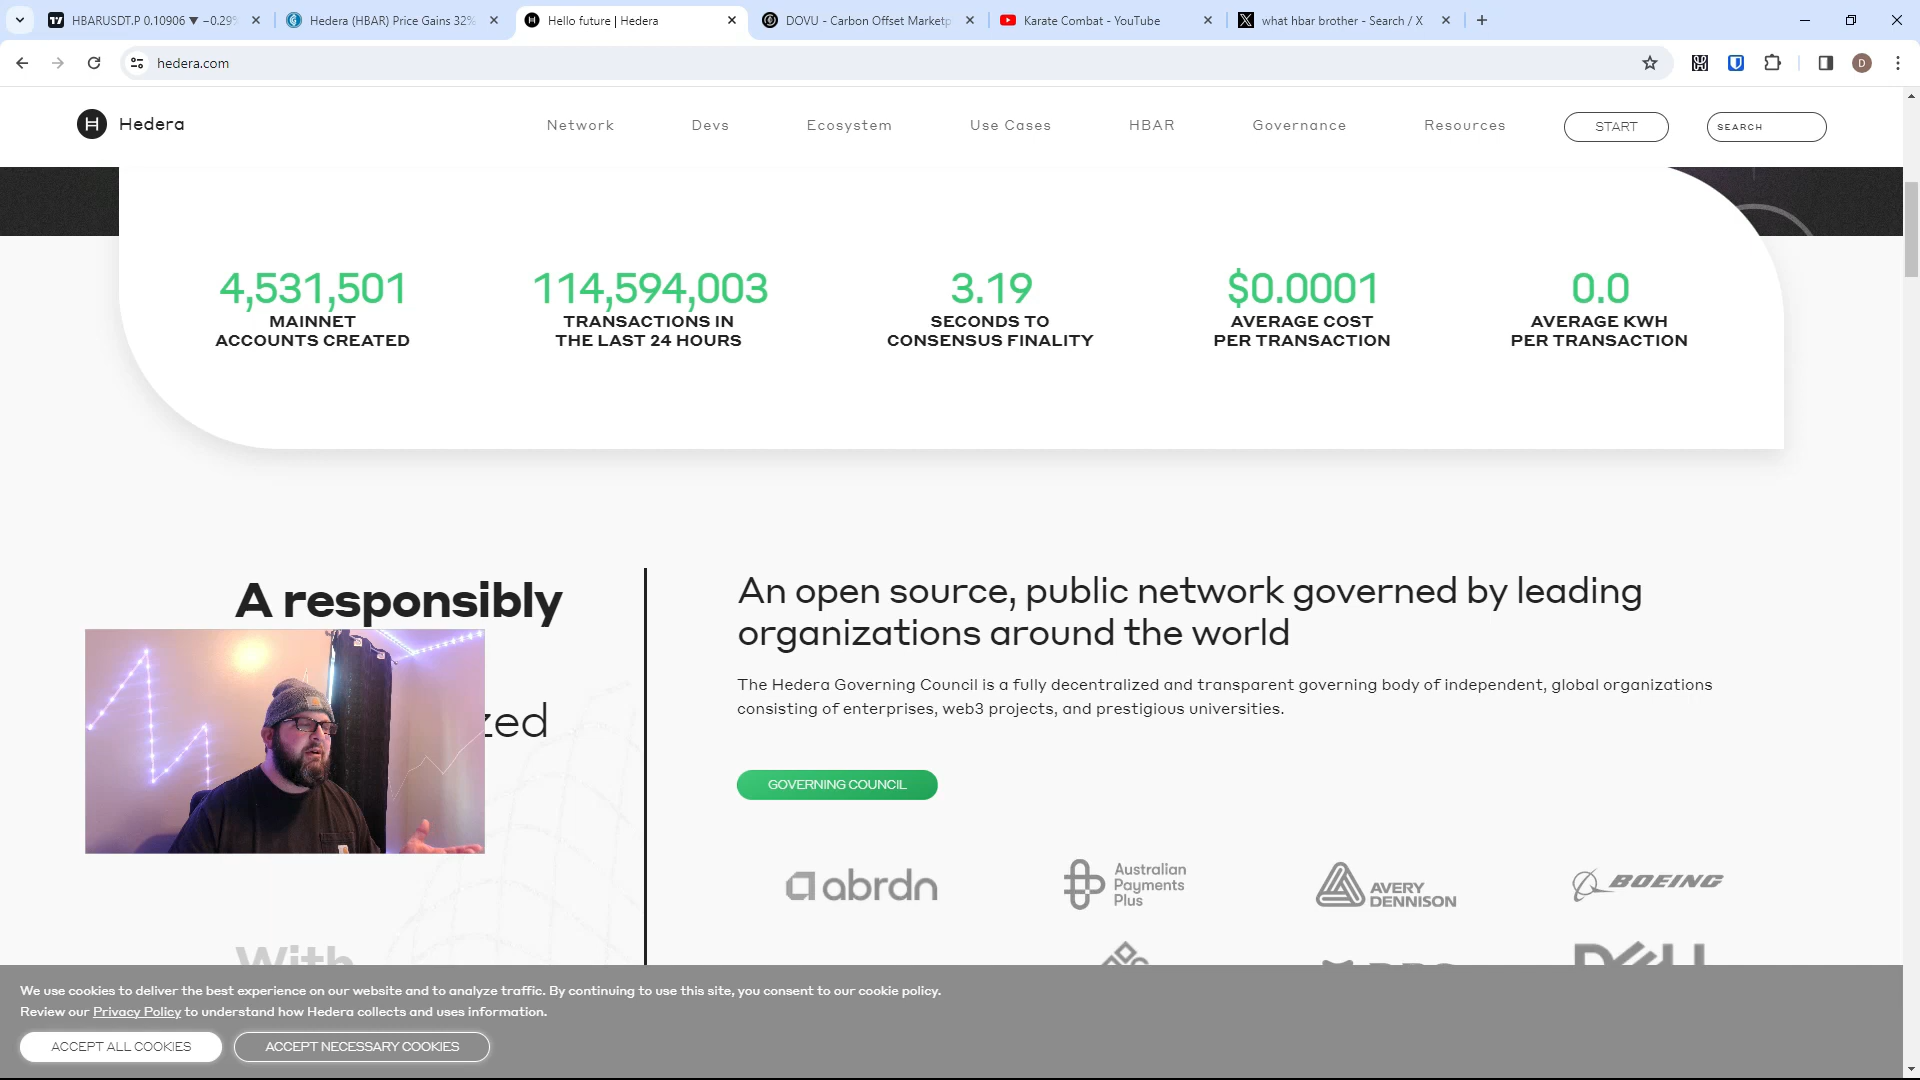 HBARUSDT.P 0.10906 ▼ −0.29%
Hedera (HBAR) Price Gains 32%
Hello future | Hedera
DOVU - Carbon Offset Marketp
Karate Combat - YouTube
what hbar brother - Search / X
hedera.com
D
Hedera
Network
Devs
Ecosystem
Use Cases
HBAR
Governance
Resources
START
SEARCH
4,531,501
MAINNET
ACCOUNTS CREATED
114,594,003
TRANSACTIONS IN
THE LAST 24 HOURS
3.19
SECONDS TO
CONSENSUS FINALITY
$0.0001
AVERAGE COST
PER TRANSACTION
0.0
AVERAGE KWH
PER TRANSACTION
A responsibly
zed
With
An open source, public network governed by leading
organizations around the world
The Hedera Governing Council is a fully decentralized and transparent governing body of independent, global organizations
consisting of enterprises, web3 projects, and prestigious universities.
GOVERNING COUNCIL
abrdn
Australian
Payments
Plus
AVERY
DENNISON
BOEING
DELL
We use cookies to deliver the best experience on our website and to analyze traffic. By continuing to use this site, you consent to our cookie policy.
Review our Privacy Policy to understand how Hedera collects and uses information.
ACCEPT ALL COOKIES
ACCEPT NECESSARY COOKIES